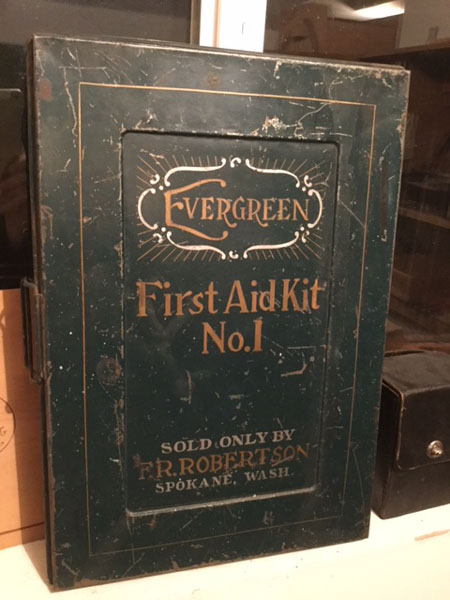 EVERGREEN
First Aid Kit
No.1
SOLD ONLY BY
F.R.ROBERTSON
SPOKANE, WASH.